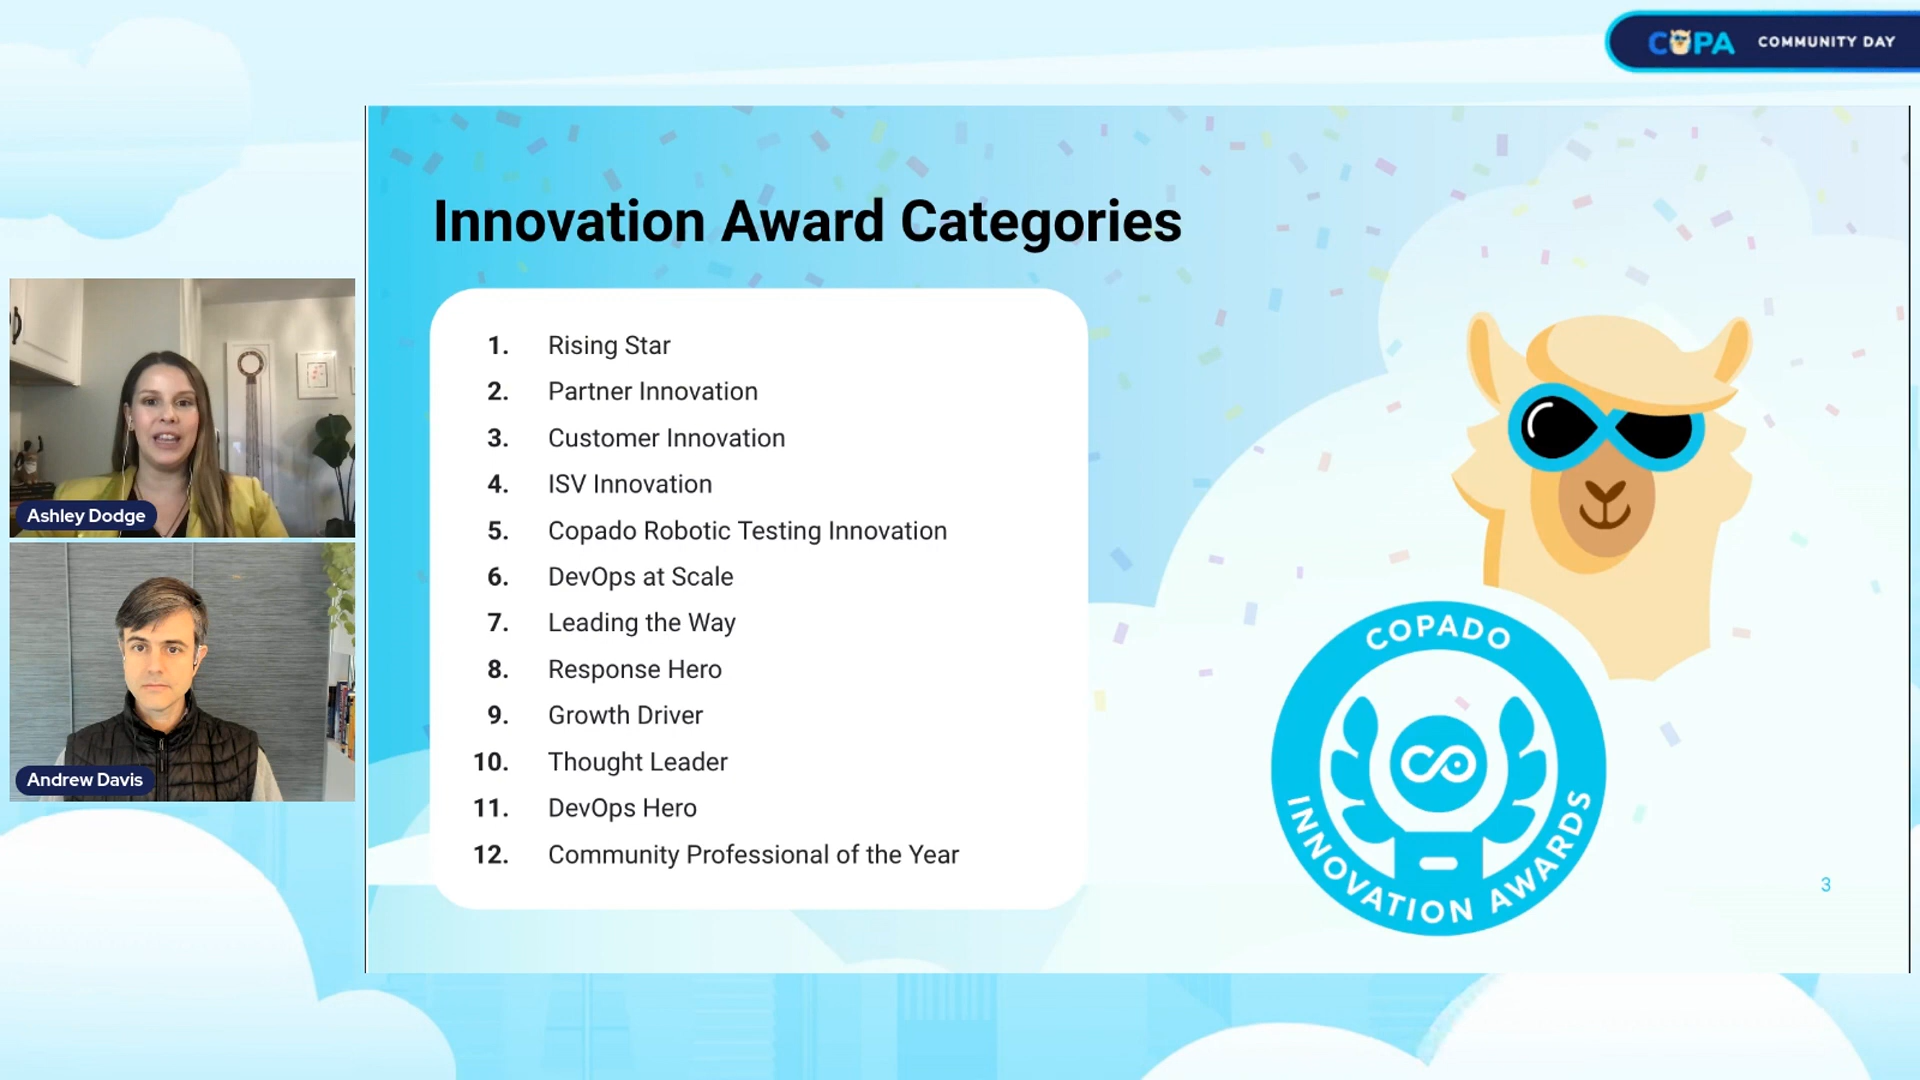 COPA COMMUNITY DAY
Innovation Award Categories
1. Rising Star
2. Partner Innovation
3. Customer Innovation
4. ISV Innovation
5. Copado Robotic Testing Innovation
6. DevOps at Scale
7. Leading the Way
8. Response Hero
9. Growth Driver
10. Thought Leader
11. DevOps Hero
12. Community Professional of the Year
Ashley Dodge
Andrew Davis
COPADO
INNOVATION AWARDS
3